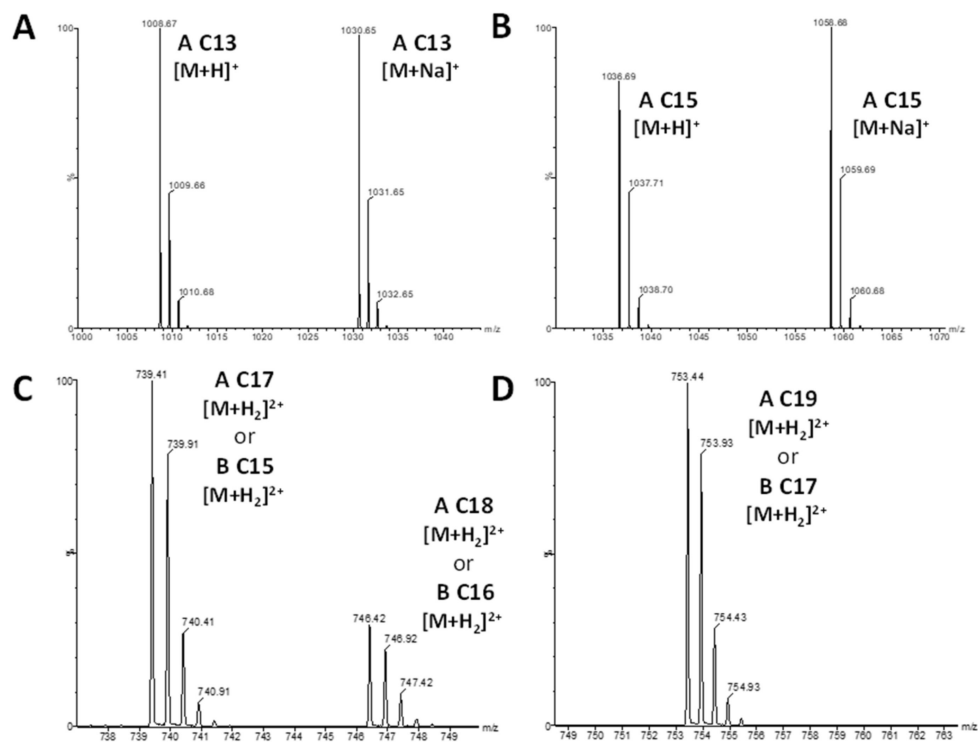 A
100
%
0
1008.67
A C13
[M+H]⁺
1009.66
1010.68
1030.65
A C13
[M+Na]⁺
1031.65
1032.65
1000 1005 1010 1015 1020 1025 1030 1035 1040 m/z
B
100
%
0
1036.69
A C15
[M+H]⁺
1037.71
1038.70
1058.68
A C15
[M+Na]⁺
1059.69
1060.68
1035 1040 1045 1050 1055 1060 1065 1070 m/z
C
100
%
0
739.41
A C17
[M+H₂]²⁺
or
B C15
[M+H₂]²⁺
739.91
740.41
740.91
A C18
[M+H₂]²⁺
or
B C16
[M+H₂]²⁺
746.42
746.92
747.42
738 739 740 741 742 743 744 745 746 747 748 749 m/z
D
100
%
0
753.44
753.93
A C19
[M+H₂]²⁺
or
B C17
[M+H₂]²⁺
754.43
754.93
749 750 751 752 753 754 755 756 757 758 759 760 761 762 763 m/z